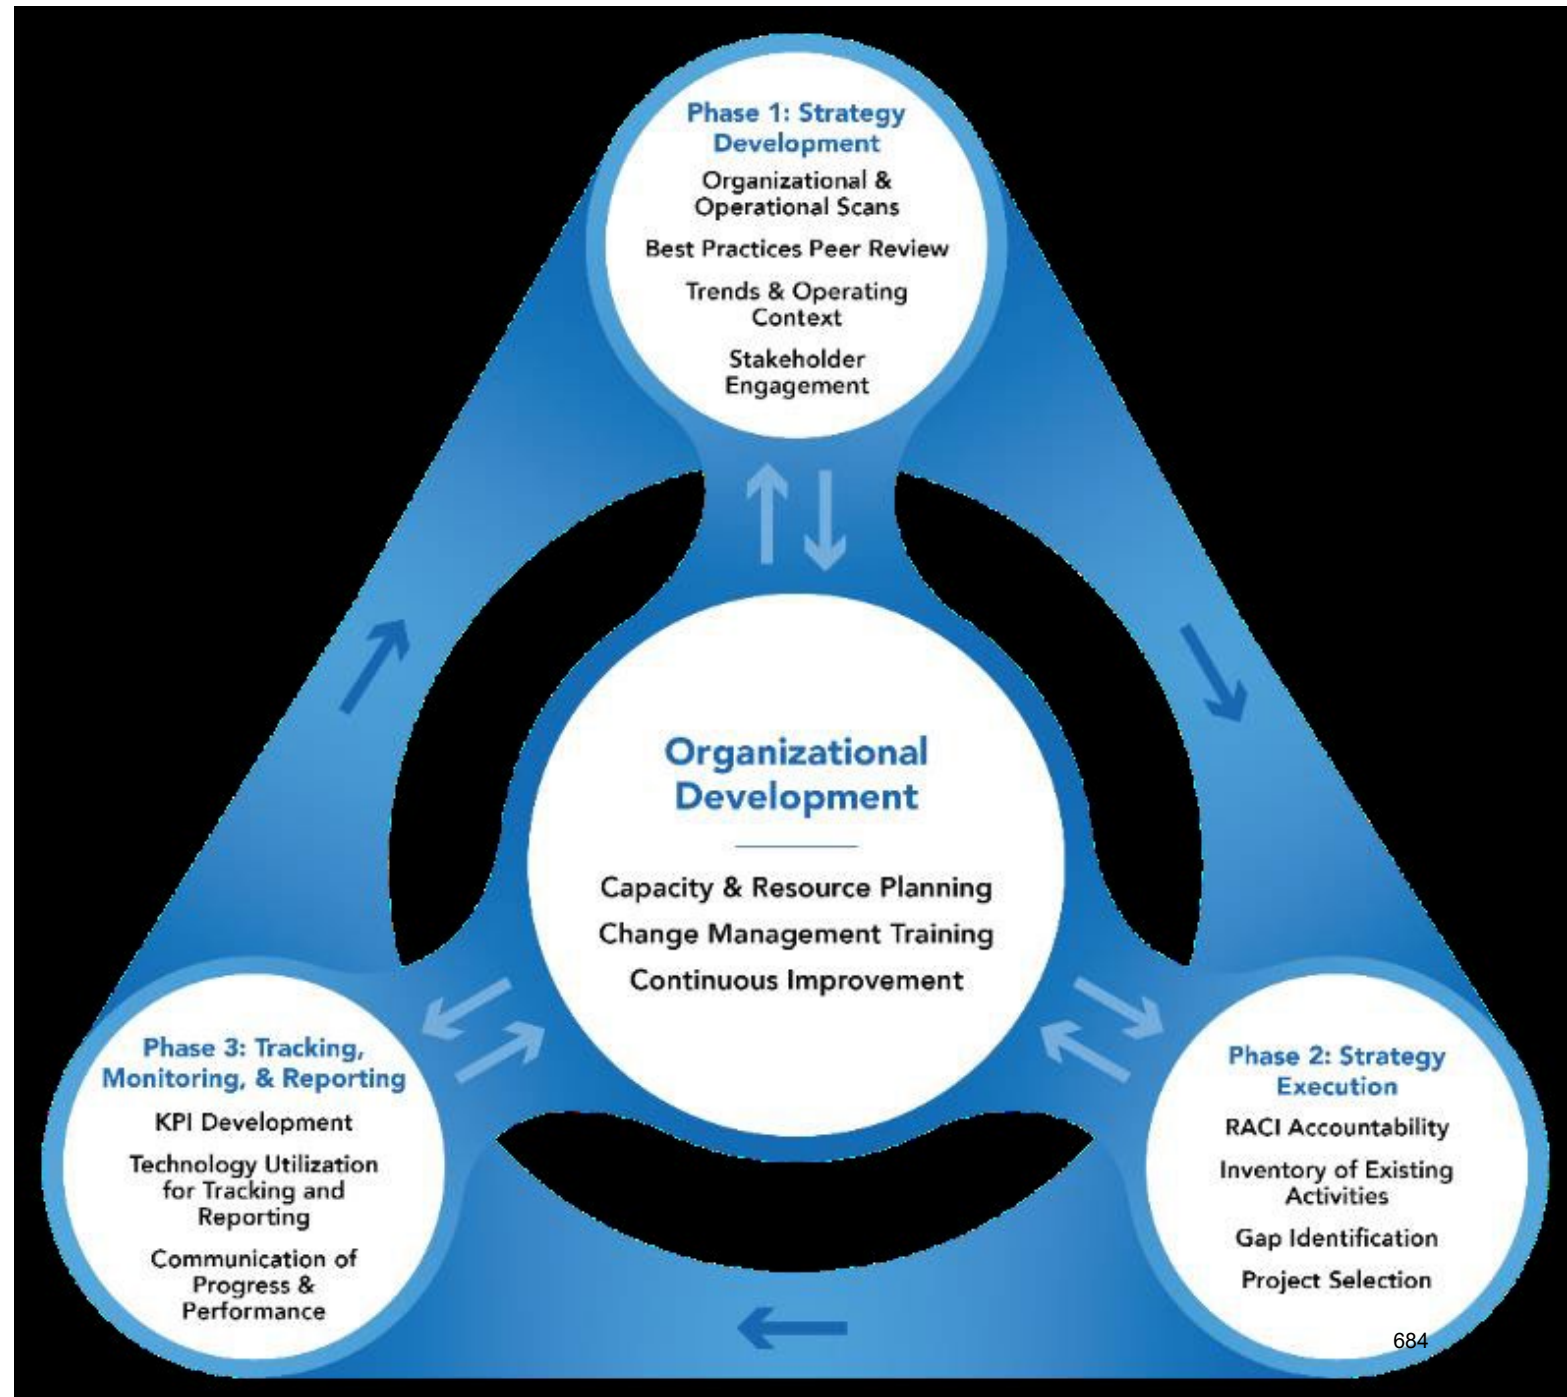 Phase 1: Strategy
Development
Organizational &
Operational Scans
Best Practices Peer Review
Trends & Operating
Context
Stakeholder
Engagement
Organizational
Development
Capacity & Resource Planning
Change Management Training
Continuous Improvement
Phase 3: Tracking,
Monitoring, & Reporting
KPI Development
Technology Utilization
for Tracking and
Reporting
Communication of
Progress &
Performance
Phase 2: Strategy
Execution
RACI Accountability
Inventory of Existing
Activities
Gap Identification
Project Selection
684